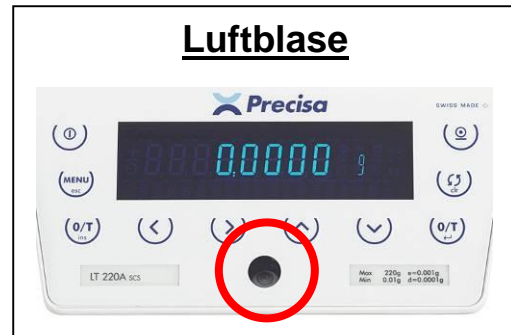 Luftblase
Precisa
SWISS MADE
0.0000 g
MENU
esc
clr
0/T
ins
0/T
LT 220A SCS
Max 220g e=0.001g
Min 0.01g d=0.0001g